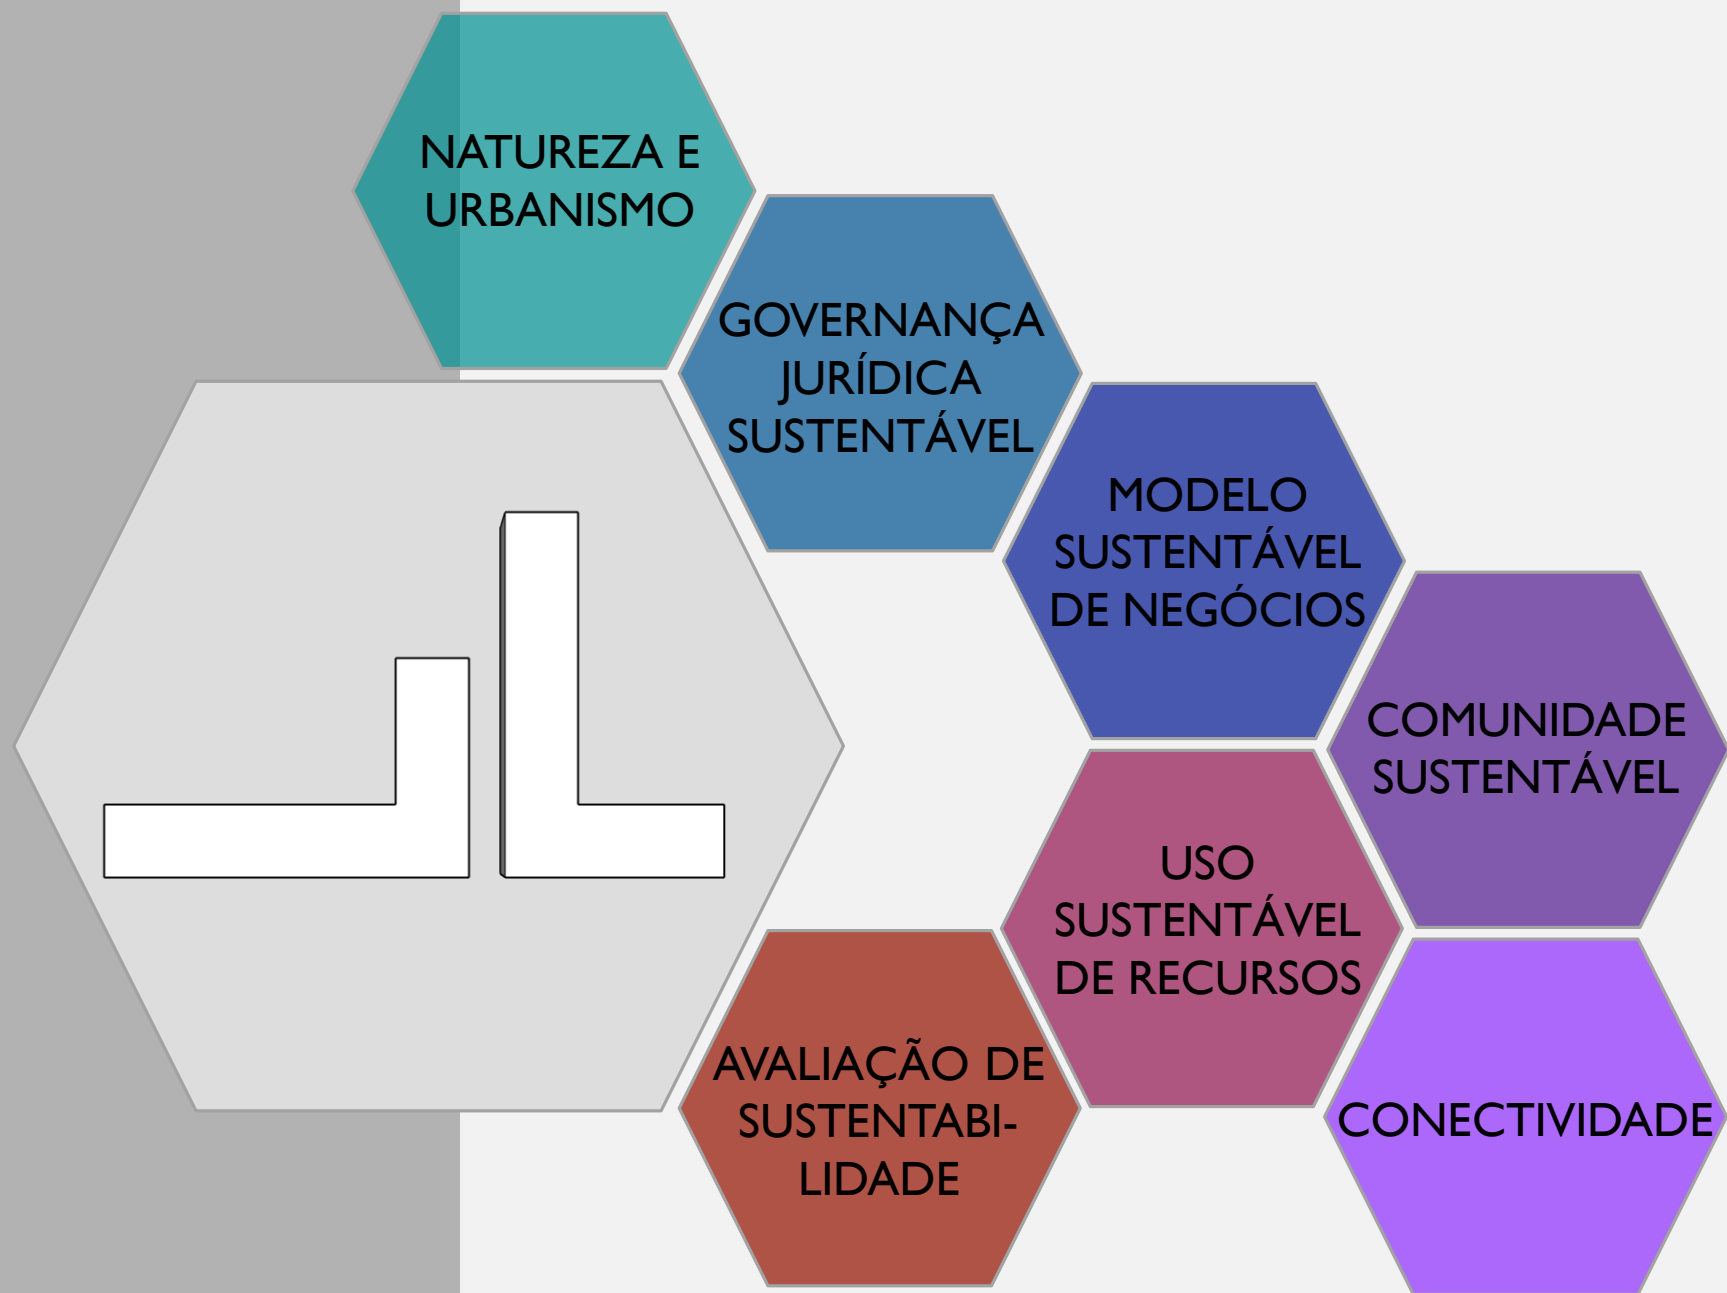 NATUREZA E
URBANISMO
GOVERNANÇA
JURÍDICA
SUSTENTÁVEL
MODELO
SUSTENTÁVEL
DE NEGÓCIOS
COMUNIDADE
SUSTENTÁVEL
USO
SUSTENTÁVEL
DE RECURSOS
AVALIAÇÃO DE
SUSTENTABI-
LIDADE
CONECTIVIDADE